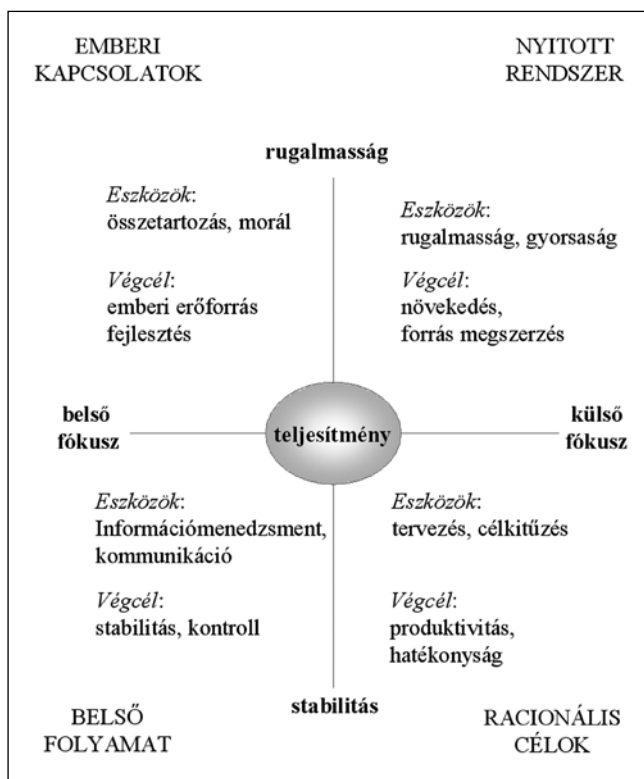 EMBERI
KAPCSOLATOK
NYITOTT
RENDSZER
rugalmasság
Eszközök:
összetartozás, morál
Végcél:
emberi erőforrás
fejlesztés
Eszközök:
rugalmasság, gyorsaság
Végcél:
növekedés,
forrás megszerzés
belső
fókusz
teljesítmény
külső
fókusz
Eszközök:
Információmenedzsment,
kommunikáció
Végcél:
stabilitás, kontroll
Eszközök:
tervezés, célkitűzés
Végcél:
produktivitás,
hatékonyság
stabilitás
BELSŐ
FOLYAMAT
RACIONÁLIS
CÉLOK